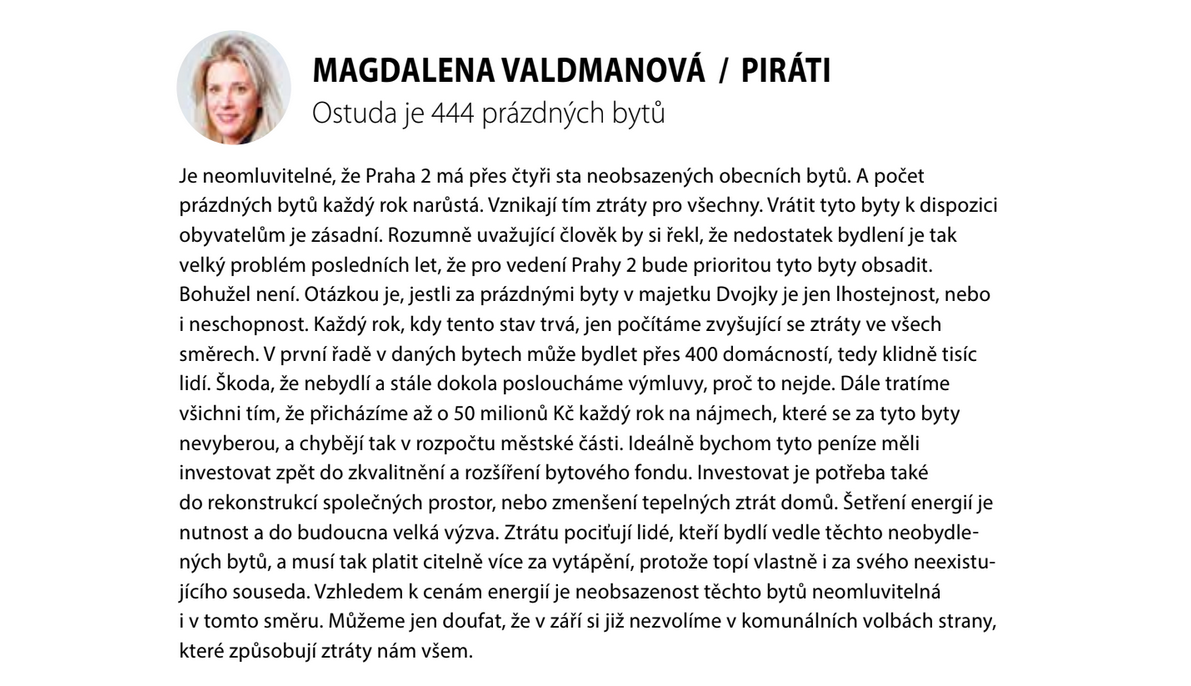 MAGDALENA VALDMANOVÁ / PIRÁTI
Ostuda je 444 prázdných bytů
Je neomluvitelné, že Praha 2 má přes čtyři sta neobsazených obecních bytů. A počet
prázdných bytů každý rok narůstá. Vznikají tím ztráty pro všechny. Vrátit tyto byty k dispozici
obyvatelům je zásadní. Rozumně uvažující člověk by si řekl, že nedostatek bydlení je tak
velký problém posledních let, že pro vedení Prahy 2 bude prioritou tyto byty obsadit.
Bohužel není. Otázkou je, jestli za prázdnými byty v majetku Dvojky je jen lhostejnost, nebo
i neschopnost. Každý rok, kdy tento stav trvá, jen počítáme zvyšující se ztráty ve všech
směrech. V první řadě v daných bytech může bydlet přes 400 domácností, tedy klidně tisíc
lidí. Škoda, že nebydlí a stále dokola posloucháme výmluvy, proč to nejde. Dále tratíme
všichni tím, že přicházíme až o 50 milionů Kč každý rok na nájmech, které se za tyto byty
nevyberou, a chybějí tak v rozpočtu městské části. Ideálně bychom tyto peníze měli
investovat zpět do zkvalitnění a rozšíření bytového fondu. Investovat je potřeba také
do rekonstrukcí společných prostor, nebo zmenšení tepelných ztrát domů. Šetření energií je
nutnost a do budoucna velká výzva. Ztrátu pociťují lidé, kteří bydlí vedle těchto neobydle-
ných bytů, a musí tak platit citelně více za vytápění, protože topí vlastně i za svého neexistu-
jícího souseda. Vzhledem k cenám energií je neobsazenost těchto bytů neomluvitelná
i v tomto směru. Můžeme jen doufat, že v září si již nezvolíme v komunálních volbách strany,
které způsobují ztráty nám všem.